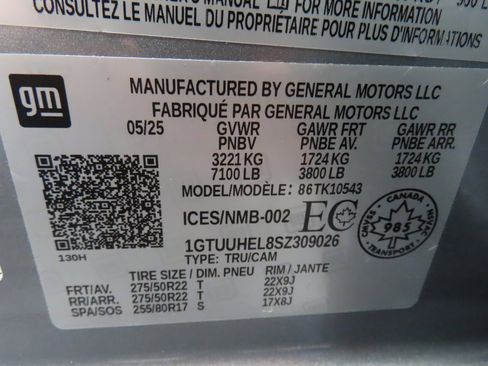 OWNER'S MANUAL FOR MORE INFORMATION
CONSULTEZ LE MANUEL DU PROPRIÉTAIRE POUR PLUS D'INFORMATIONS
gm
MANUFACTURED BY GENERAL MOTORS LLC
FABRIQUÉ PAR GENERAL MOTORS LLC
05/25 GVWR GAWR FRT GAWR RR
PNBV PNBE AV. PNBE ARR.
3221 KG 1724 KG 1724 KG
7100 LB 3800 LB 3800 LB
MODEL/MODÈLE: 86TK10543
ICES/NMB-002 EC
CANADA
985
1GTUUHEL8SZ309026
130H
TYPE: TRU/CAM
TIRE SIZE / DIM. PNEU RIM / JANTE
FRT/AV. 275/50R22 T 22X9J
RR/ARR. 275/50R22 T 22X9J
SPA/SOS 255/80R17 S 17X8J